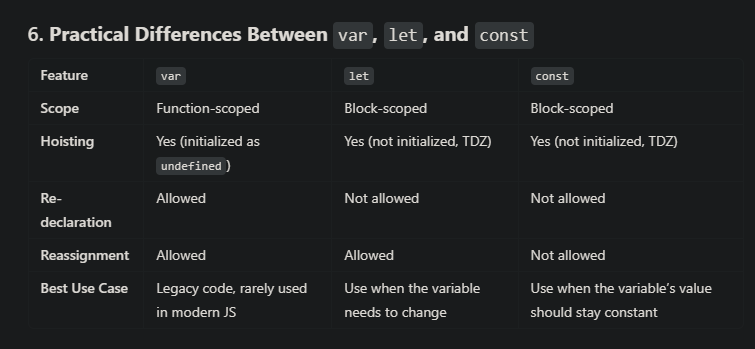 6. Practical Differences Between var, let, and const
Feature var let const
Scope Function-scoped Block-scoped Block-scoped
Hoisting Yes (initialized as Yes (not initialized, TDZ) Yes (not initialized, TDZ)
undefined)
Re- Allowed Not allowed Not allowed
declaration
Reassignment Allowed Allowed Not allowed
Best Use Case Legacy code, rarely used Use when the variable Use when the variable’s value
in modern JS needs to change should stay constant